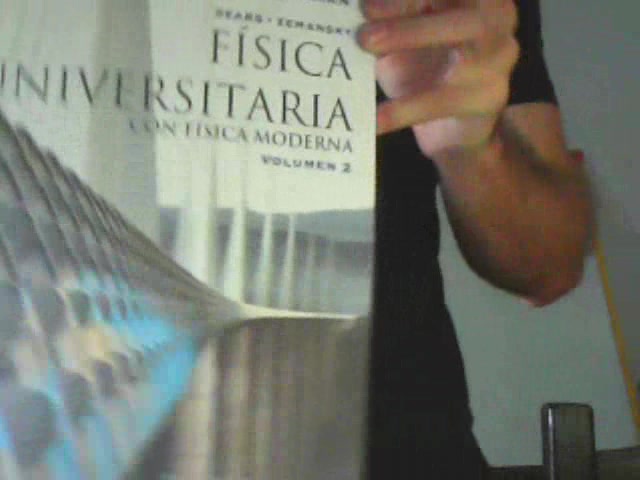 SEARS • ZEMANSKY
FÍSICA
UNIVERSITARIA
CON FÍSICA MODERNA
VOLUMEN 2